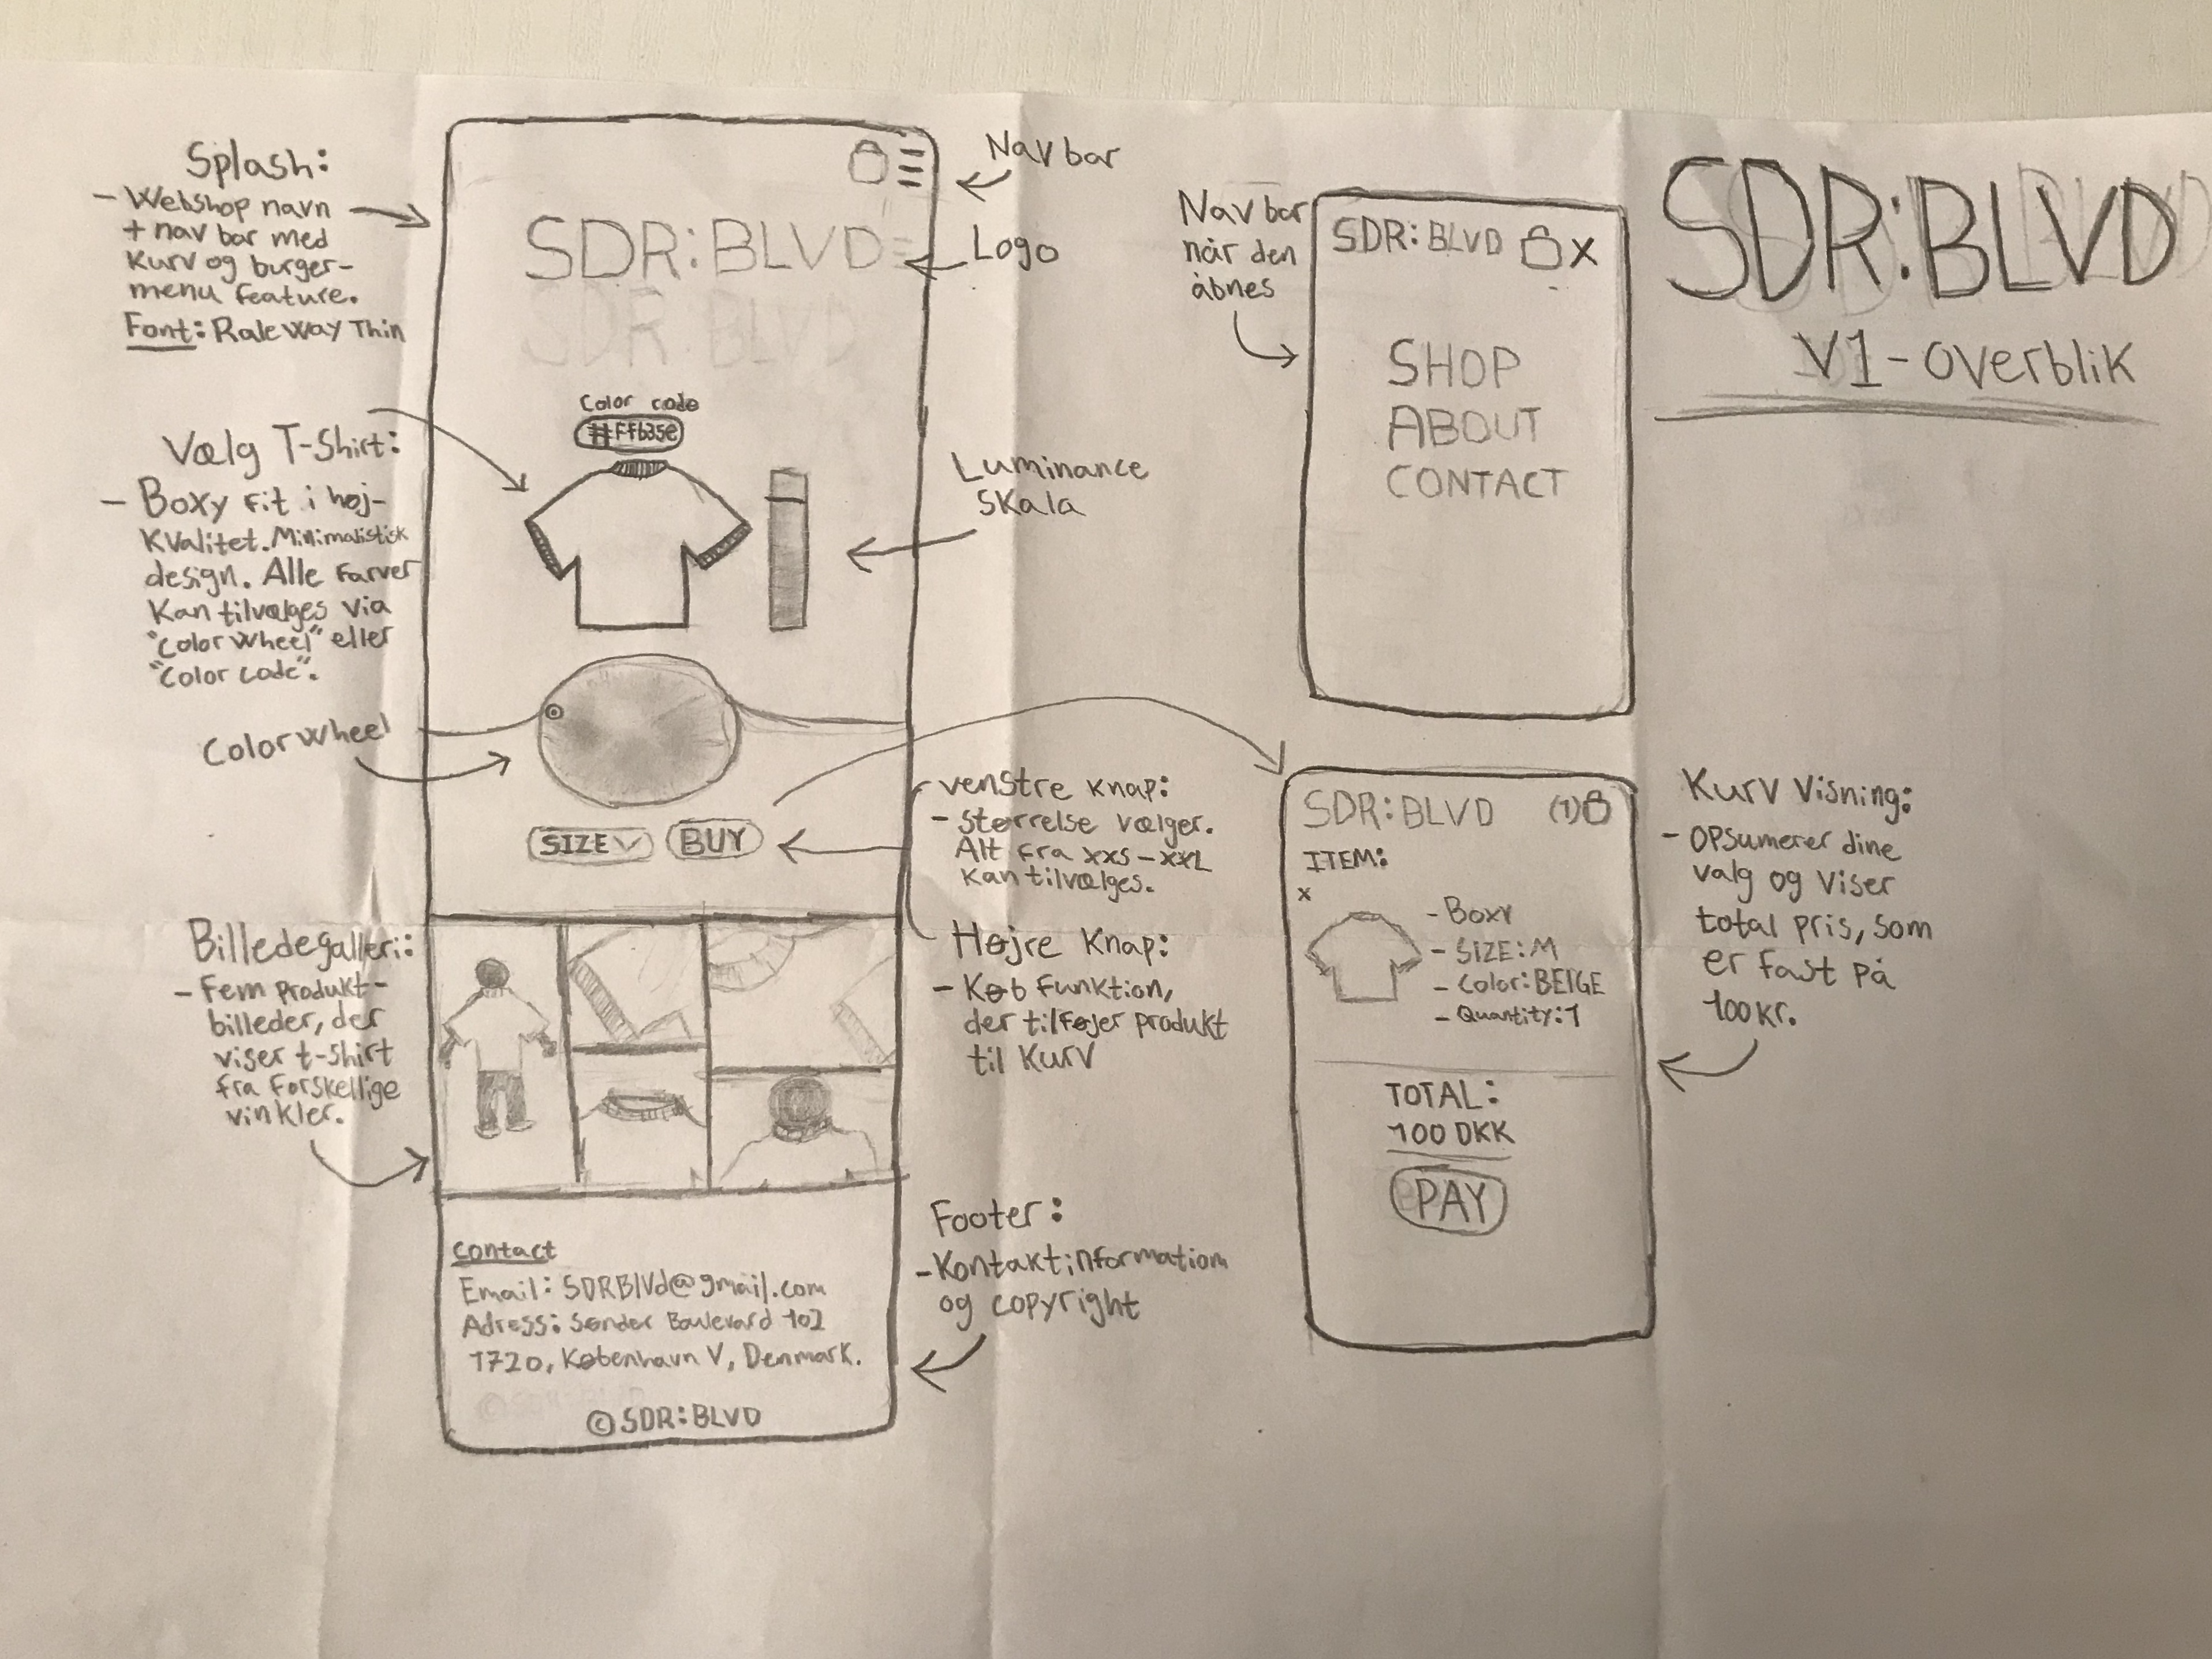 SDR:BLVD
V1-overblik
Splash:
- Webshop navn
+ nav bar med
kurv og burger-
menu feature.
Font: Raleway Thin
Vælg T-Shirt:
- Boxy fit i høj-
kvalitet. Minimalistisk
design. Alle farver
kan tilvælges via
"Color wheel" eller
"Color code".
Color wheel
Billedegalleri:
- Fem produkt-
billeder, der
viser t-shirt
fra forskellige
vinkler.
SDR:BLVD
SDR:BLVD
Color code
#Ffb35e
SIZE
BUY
Contact
Email: SDRBlvd@gmail.com
Adress: Sønder Boulevard 102
1720, København V, Denmark.
© SDR:BLVD
Nav bar
Logo
Luminance
skala
venstre knap:
- Størrelse vælger.
Alt fra xxs-xxL
kan tilvælges.
Højre knap:
- Køb funktion,
der tilføjer produkt
til kurv
Footer:
- Kontaktinformation
og copyright
Nav bar
når den
åbnes
SDR:BLVD X
SHOP
ABOUT
CONTACT
SDR:BLVD (1)
ITEM:
x
- Boxy
- SIZE: M
- Color: BEIGE
- Quantity: 1
TOTAL:
100 DKK
PAY
Kurv visning:
- Opsumerer dine
valg og viser
total pris, som
er fast på
100 kr.